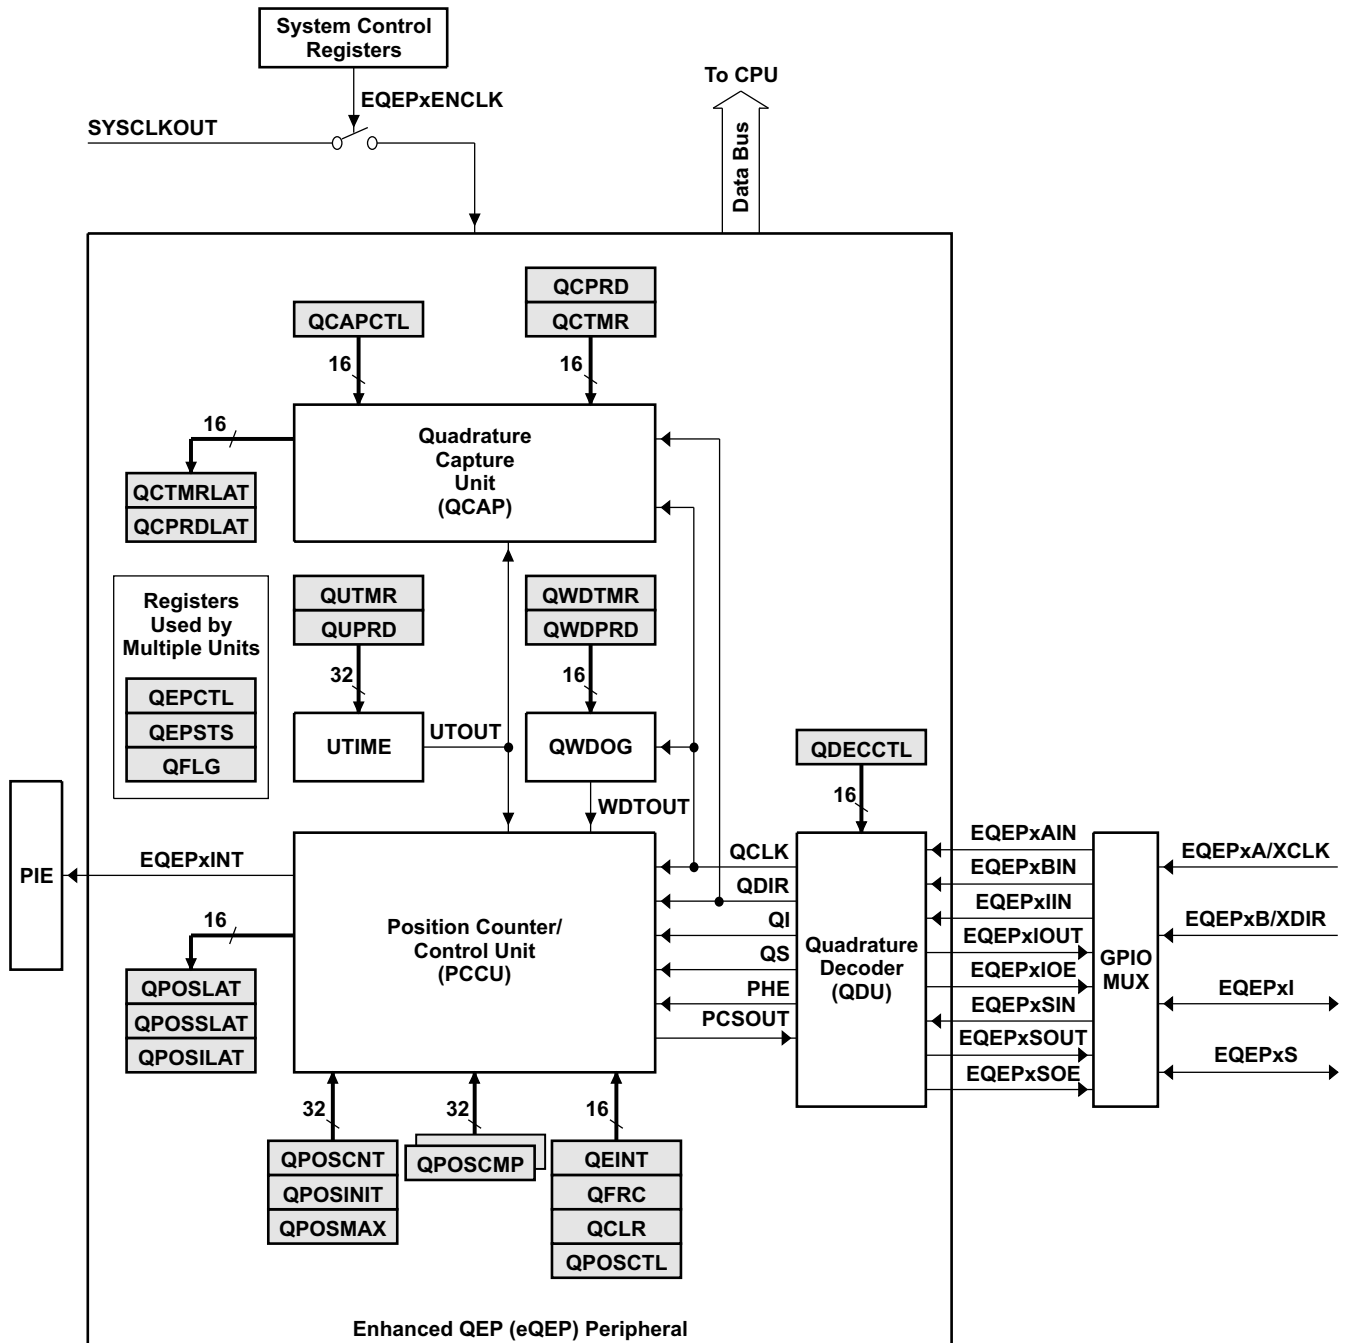 System Control
Registers
To CPU
EQEPxENCLK
SYSCLKOUT
Data Bus
QCPRD
QCAPCTL
QCTMR
16
16
16
Quadrature
Capture
Unit
(QCAP)
QCTMRLAT
QCPRDLAT
Registers
Used by
Multiple Units
QEPCTL
QEPSTS
QFLG
QUTMR
QUPRD
QWDTMR
QWDPRD
32
16
UTIME
UTOUT
QWDOG
QDECCTL
WDTOUT
16
PIE
EQEPxINT
16
Position Counter/
Control Unit
(PCCU)
QCLK
QDIR
QI
QS
PHE
PCSOUT
Quadrature
Decoder
(QDU)
EQEPxAIN
EQEPxBIN
EQEPxIIN
EQEPxIOUT
EQEPxIOE
EQEPxSIN
EQEPxSOUT
EQEPxSOE
GPIO
MUX
EQEPxA/XCLK
EQEPxB/XDIR
EQEPxI
EQEPxS
QPOSLAT
QPOSSLAT
QPOSILAT
32
32
16
QPOSCNT
QPOSINIT
QPOSMAX
QPOSCMP
QEINT
QFRC
QCLR
QPOSCTL
Enhanced QEP (eQEP) Peripheral